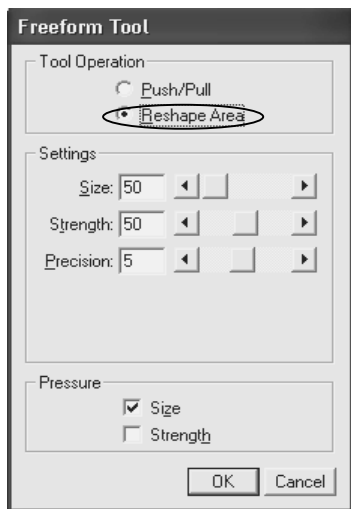 Freeform Tool
Tool Operation
Push/Pull
Reshape Area
Settings
Size: 50
Strength: 50
Precision: 5
Pressure
Size
Strength
OK Cancel